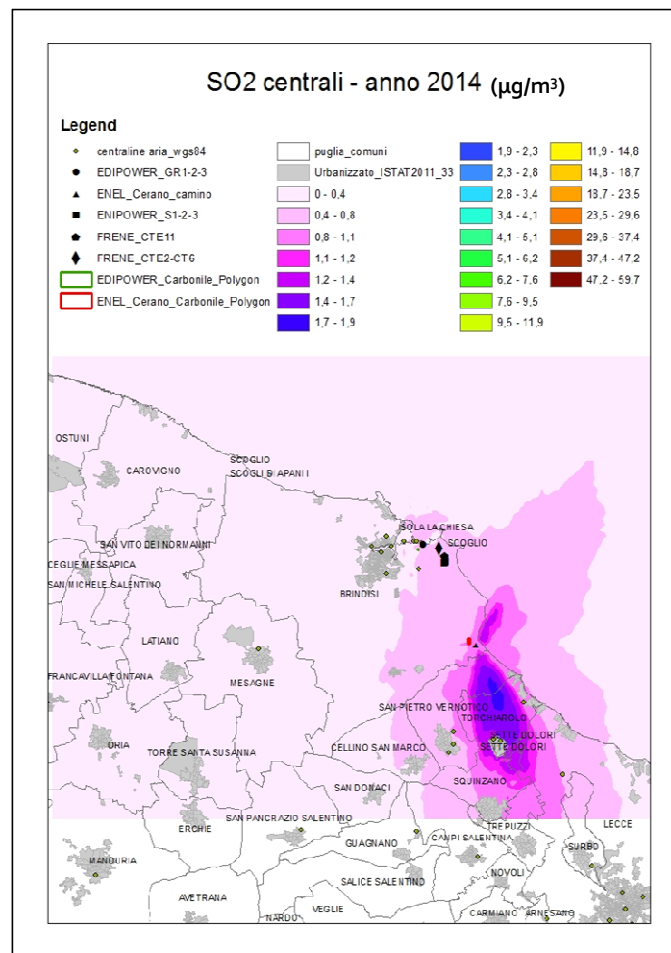 SO2 centrali - anno 2014 (µg/m³)
Legend
centraline aria_wgs84
EDIPOWER_GR1-2-3
ENEL_Cerano_camino
ENIPOWER_S1-2-3
FRENE_CTE11
FRENE_CTE2-CT6
EDIPOWER_Carbonile_Polygon
ENEL_Cerano_Carbonile_Polygon
puglia_comuni
Urbanizzato_ISTAT2011_33
0 - 0,4
0,4 - 0,8
0,8 - 1,1
1,1 - 1,2
1,2 - 1,4
1,4 - 1,7
1,7 - 1,9
1,9 - 2,3
2,3 - 2,8
2,8 - 3,4
3,4 - 4,1
4,1 - 5,1
5,1 - 6,2
6,2 - 7,6
7,6 - 9,5
9,5 - 11,9
11,9 - 14,8
14,8 - 18,7
18,7 - 23,5
23,5 - 29,6
29,6 - 37,4
37,4 - 47,2
47,2 - 59,7
OSTUNI
CAROVIGNO
SCOGLIO
SCOGLI DI APANI I
ISOLA LA CHIESA
SCOGLIO
SAN VITO DEI NORMANNI
CEGLIE MESSAPICA
SAN MICHELE SALENTINO
BRINDISI
LATIANO
FRANCAVILLA FONTANA
MESAGNE
SAN PIETRO VERNOTICO
TORCHIAROLO
ORIA
TORRE SANTA SUSANNA
CELLINO SAN MARCO
SETTE DOLORI
SETTE DOLORI
SAN DONACI
SQUINZANO
SAN PANCRAZIO SALENTINO
ERCHIE
GUAGNANO
CAMPI SALENTINA
TREPUZZI
LECCE
SURBO
MANDURIA
SALICE SALENTINO
NOVOLI
AVETRANA
VEGLIE
NARDO'
CARMIANO
ARNESANO